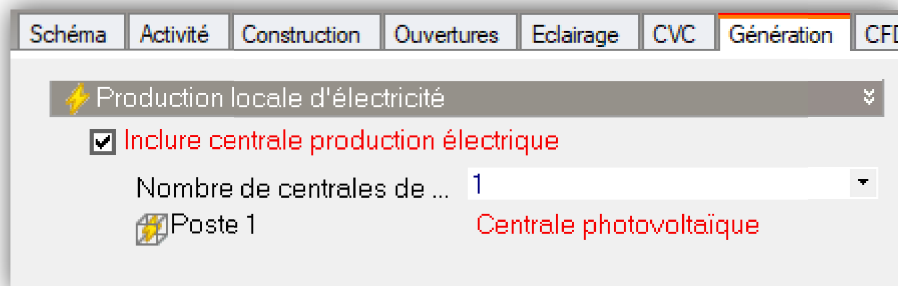 Schéma Activité Construction Ouvertures Eclairage CVC Génération CFD
Production locale d'électricité
Inclure centrale production électrique
Nombre de centrales de ... 1
Poste 1 Centrale photovoltaïque